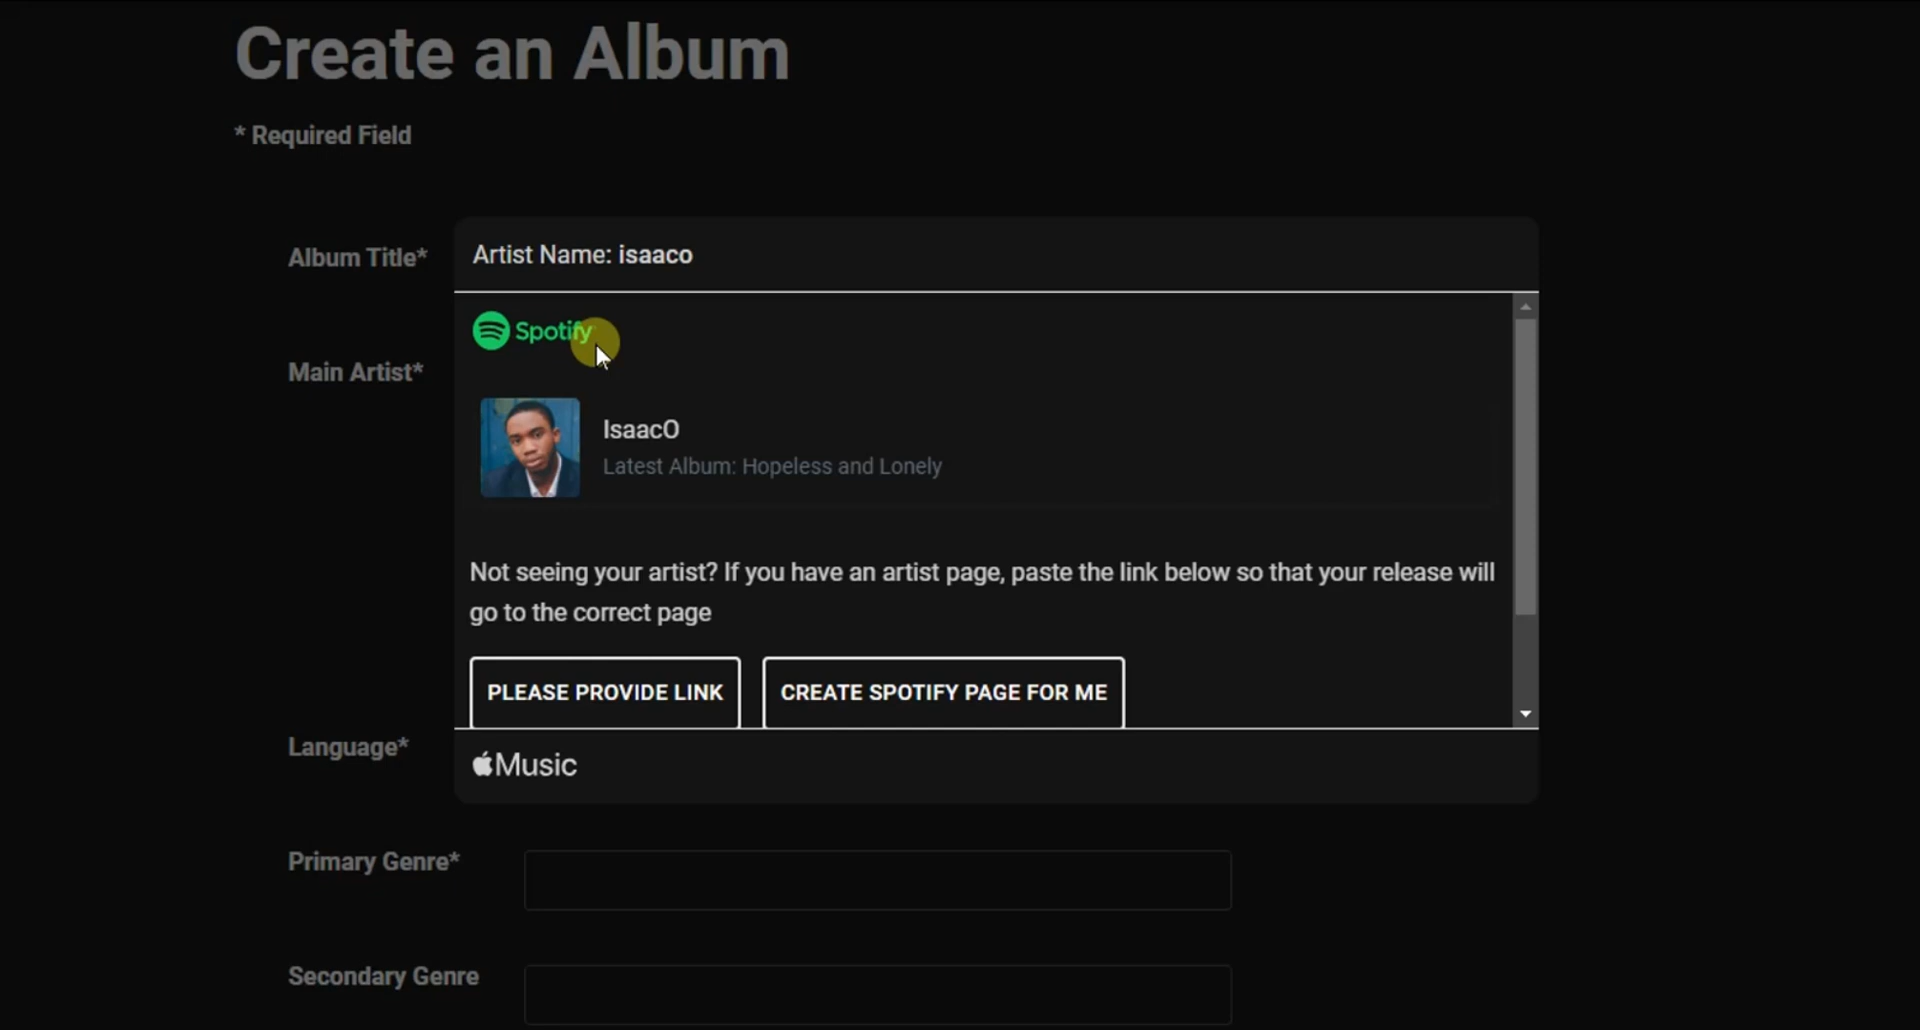 Create an Album
* Required Field
Album Title*
Artist Name: isaaco
Spotify
Main Artist*
IsaacO
Latest Album: Hopeless and Lonely
Not seeing your artist? If you have an artist page, paste the link below so that your release will
go to the correct page
PLEASE PROVIDE LINK
CREATE SPOTIFY PAGE FOR ME
Language*
Music
Primary Genre*
Secondary Genre